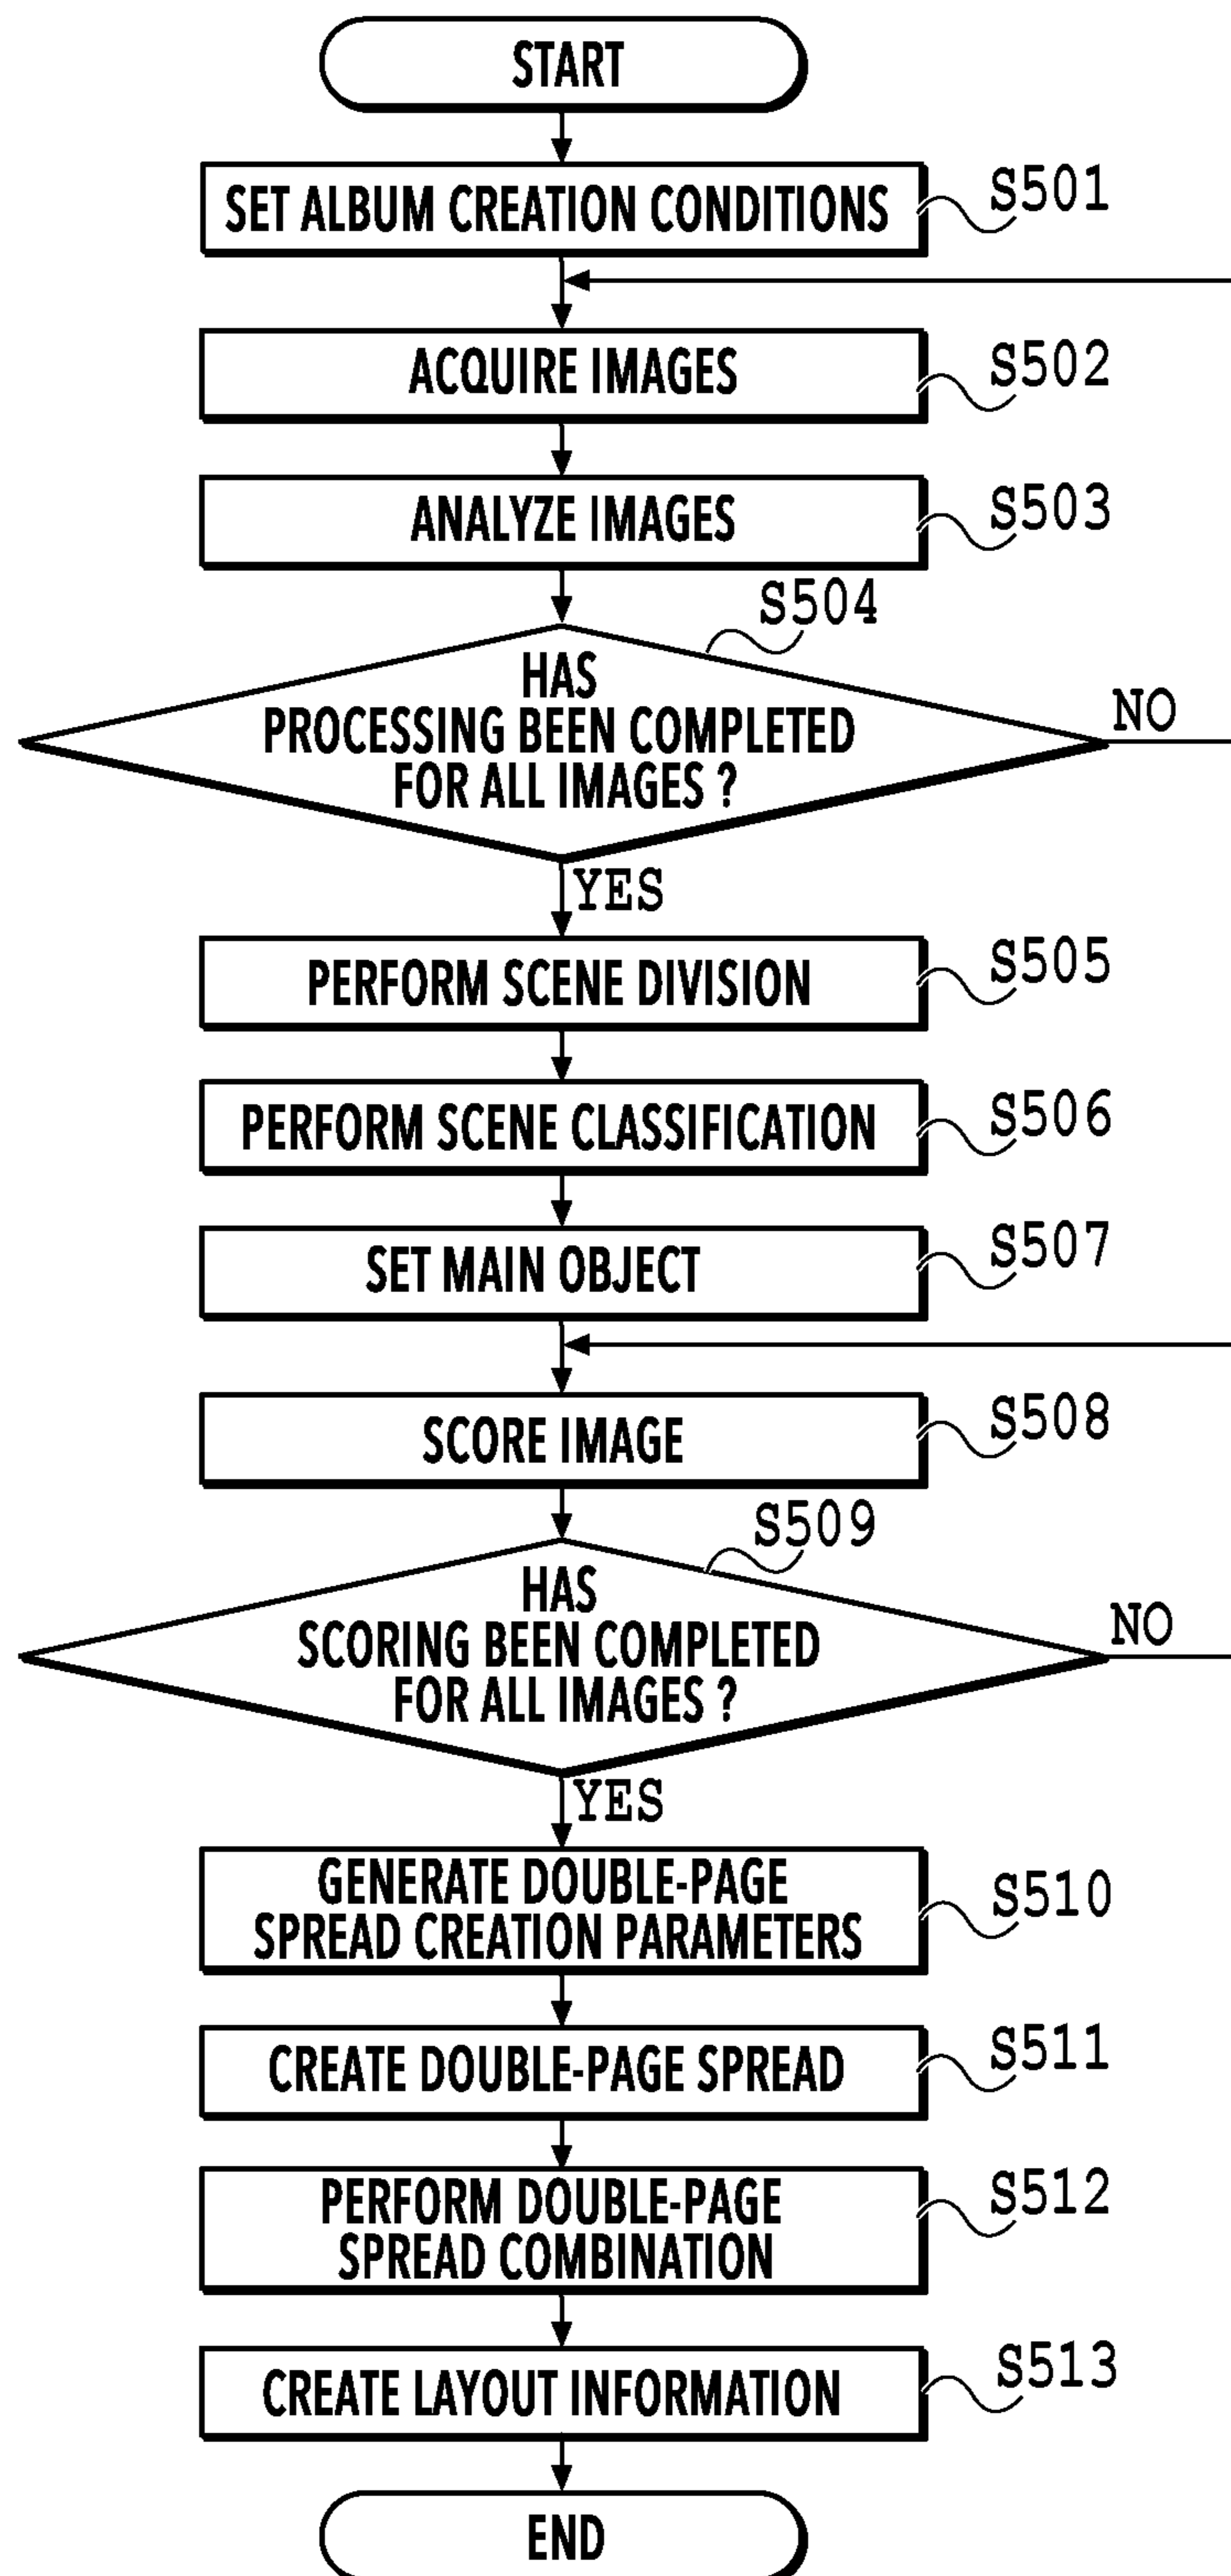 START
SET ALBUM CREATION CONDITIONS
S501
ACQUIRE IMAGES
S502
ANALYZE IMAGES
S503
S504
HAS
PROCESSING BEEN COMPLETED
FOR ALL IMAGES ?
NO
YES
PERFORM SCENE DIVISION
S505
PERFORM SCENE CLASSIFICATION
S506
SET MAIN OBJECT
S507
SCORE IMAGE
S508
S509
HAS
SCORING BEEN COMPLETED
FOR ALL IMAGES ?
NO
YES
GENERATE DOUBLE-PAGE
SPREAD CREATION PARAMETERS
S510
CREATE DOUBLE-PAGE SPREAD
S511
PERFORM DOUBLE-PAGE
SPREAD COMBINATION
S512
CREATE LAYOUT INFORMATION
S513
END